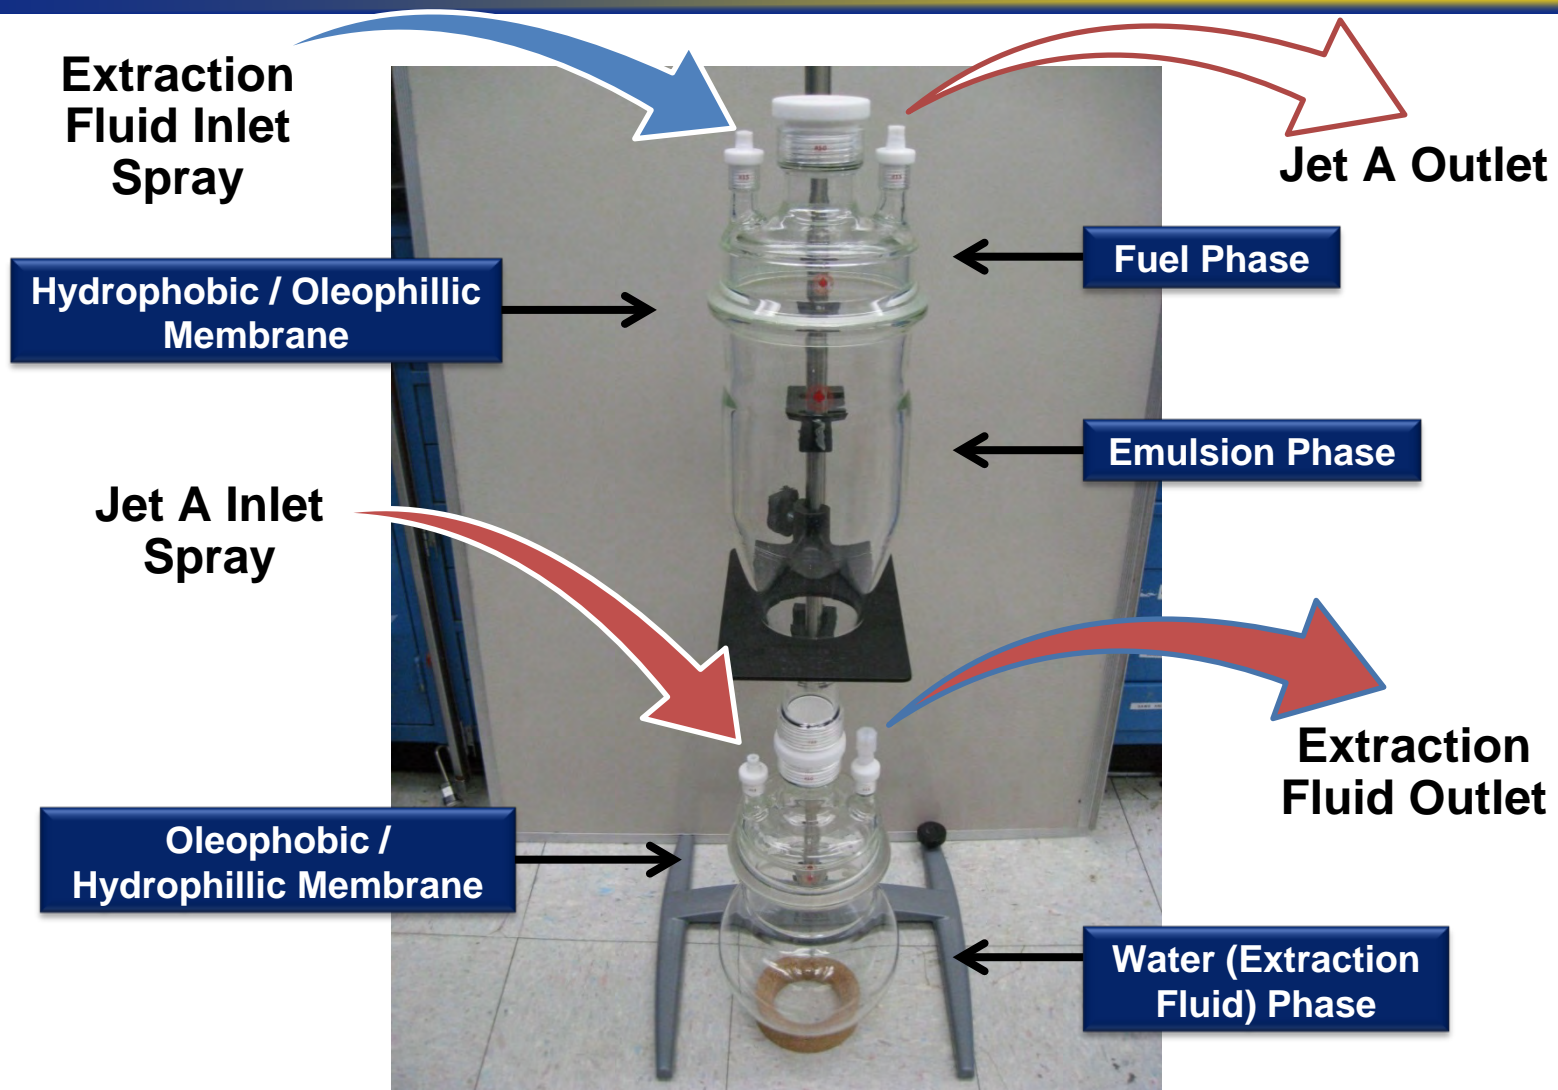 Extraction
Fluid Inlet
Spray
Jet A Outlet
Fuel Phase
Hydrophobic / Oleophillic
Membrane
Emulsion Phase
Jet A Inlet
Spray
Extraction
Fluid Outlet
Oleophobic /
Hydrophillic Membrane
Water (Extraction
Fluid) Phase